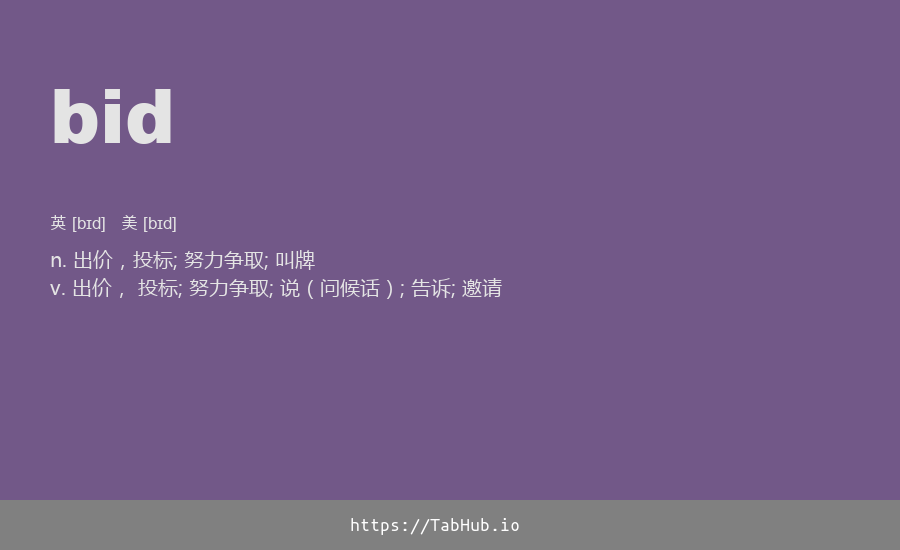 bid
英 [bɪd] 美 [bɪd]
n. 出价，投标; 努力争取; 叫牌
v. 出价， 投标; 努力争取; 说（问候话）; 告诉; 邀请
https://TabHub.io